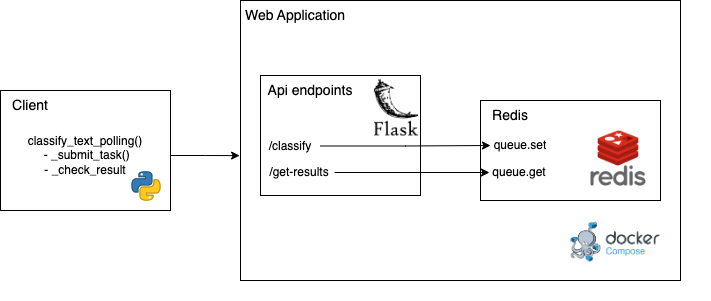 Web Application
Client
classify_text_polling()
- _submit_task()
- _check_result
Api endpoints
Flask
/classify
/get-results
Redis
queue.set
queue.get
redis
docker
Compose